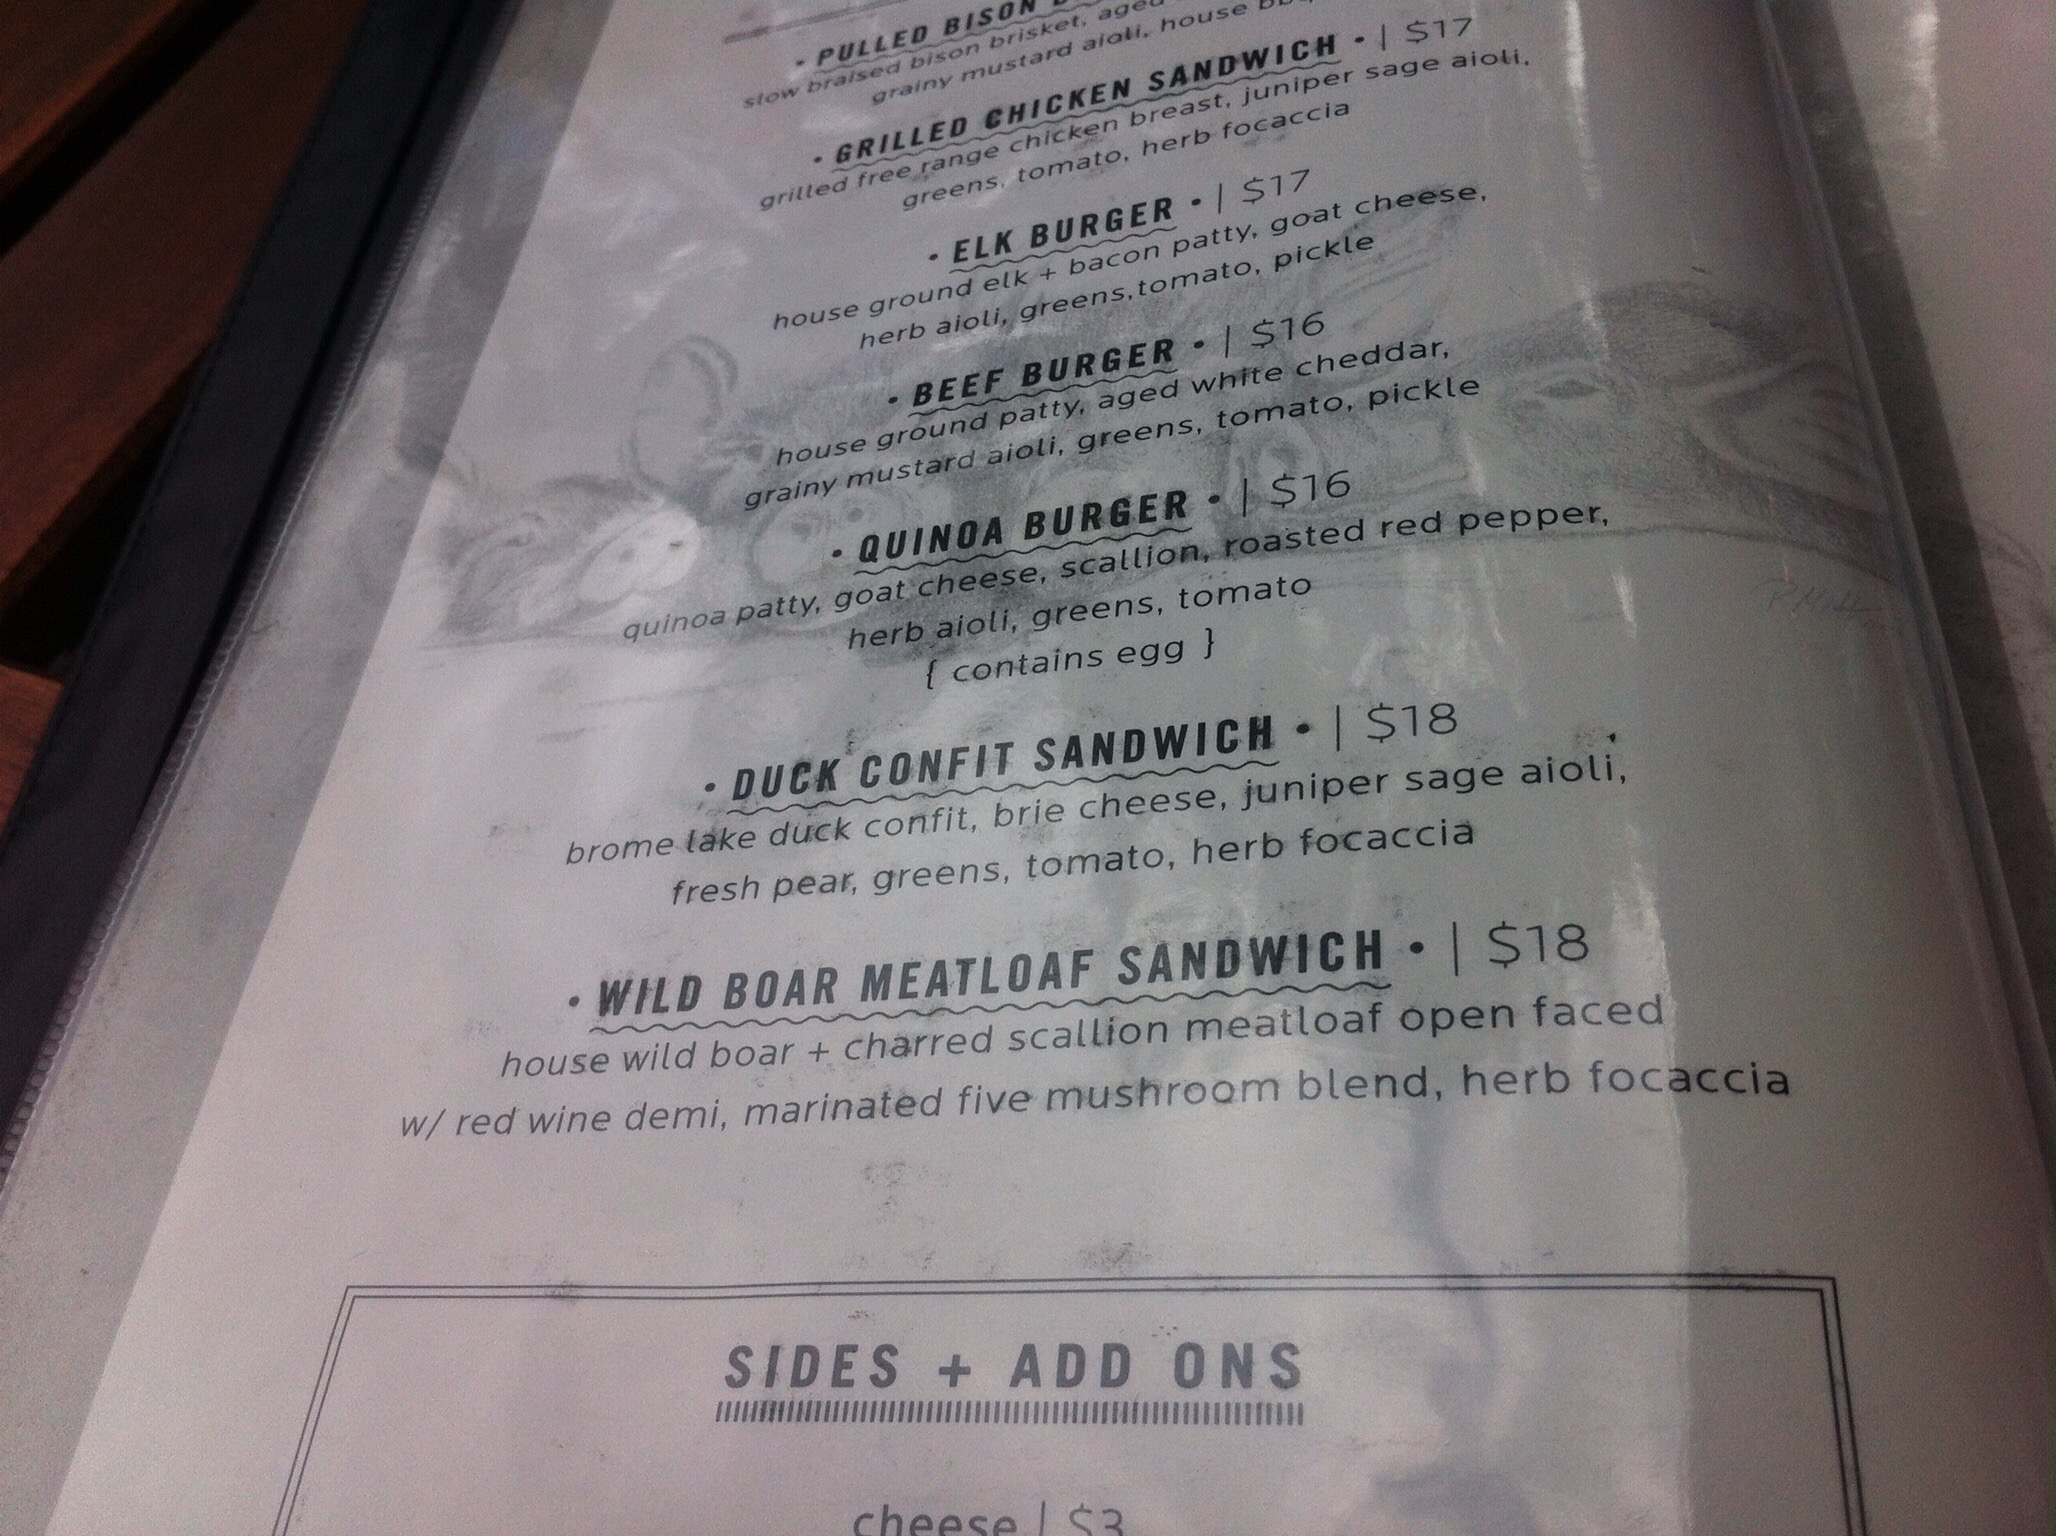 • PULLED BISON
slow braised bison brisket, aged
grainy mustard aioli, house
• GRILLED CHICKEN SANDWICH • | $17
grilled free range chicken breast, juniper sage aioli,
greens, tomato, herb focaccia
• ELK BURGER • | $17
house ground elk + bacon patty, goat cheese,
herb aioli, greens,tomato, pickle
• BEEF BURGER • | $16
house ground patty, aged white cheddar,
grainy mustard aioli, greens, tomato, pickle
• QUINOA BURGER • | $16
quinoa patty, goat cheese, scallion, roasted red pepper,
herb aioli, greens, tomato
{ contains egg }
• DUCK CONFIT SANDWICH • | $18
brome lake duck confit, brie cheese, juniper sage aioli,
fresh pear, greens, tomato, herb focaccia
• WILD BOAR MEATLOAF SANDWICH • | $18
house wild boar + charred scallion meatloaf open faced
w/ red wine demi, marinated five mushroom blend, herb focaccia
SIDES + ADD ONS
cheese | $3